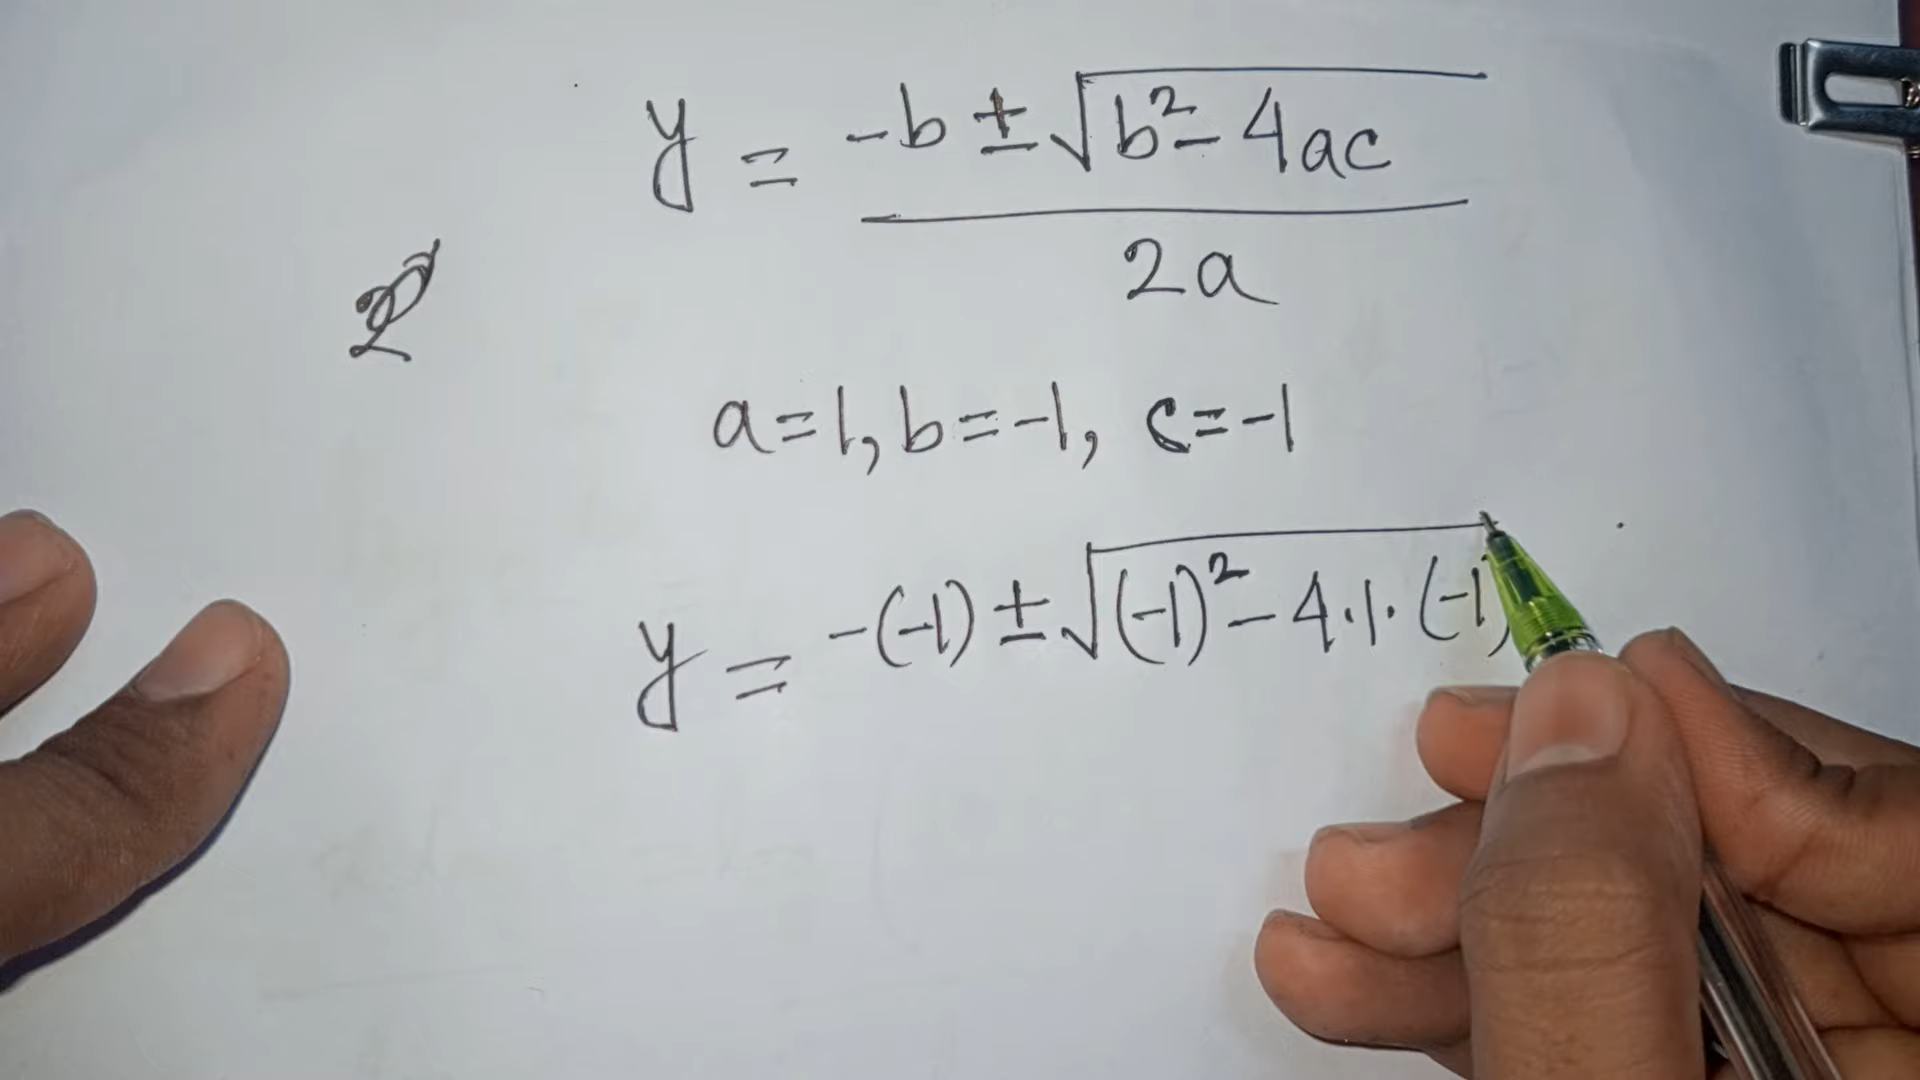 y = -b ± √b² - 4ac
2a
a = 1, b = -1, c = -1
y = -(-1) ± √(-1)² - 4.1.(-1)